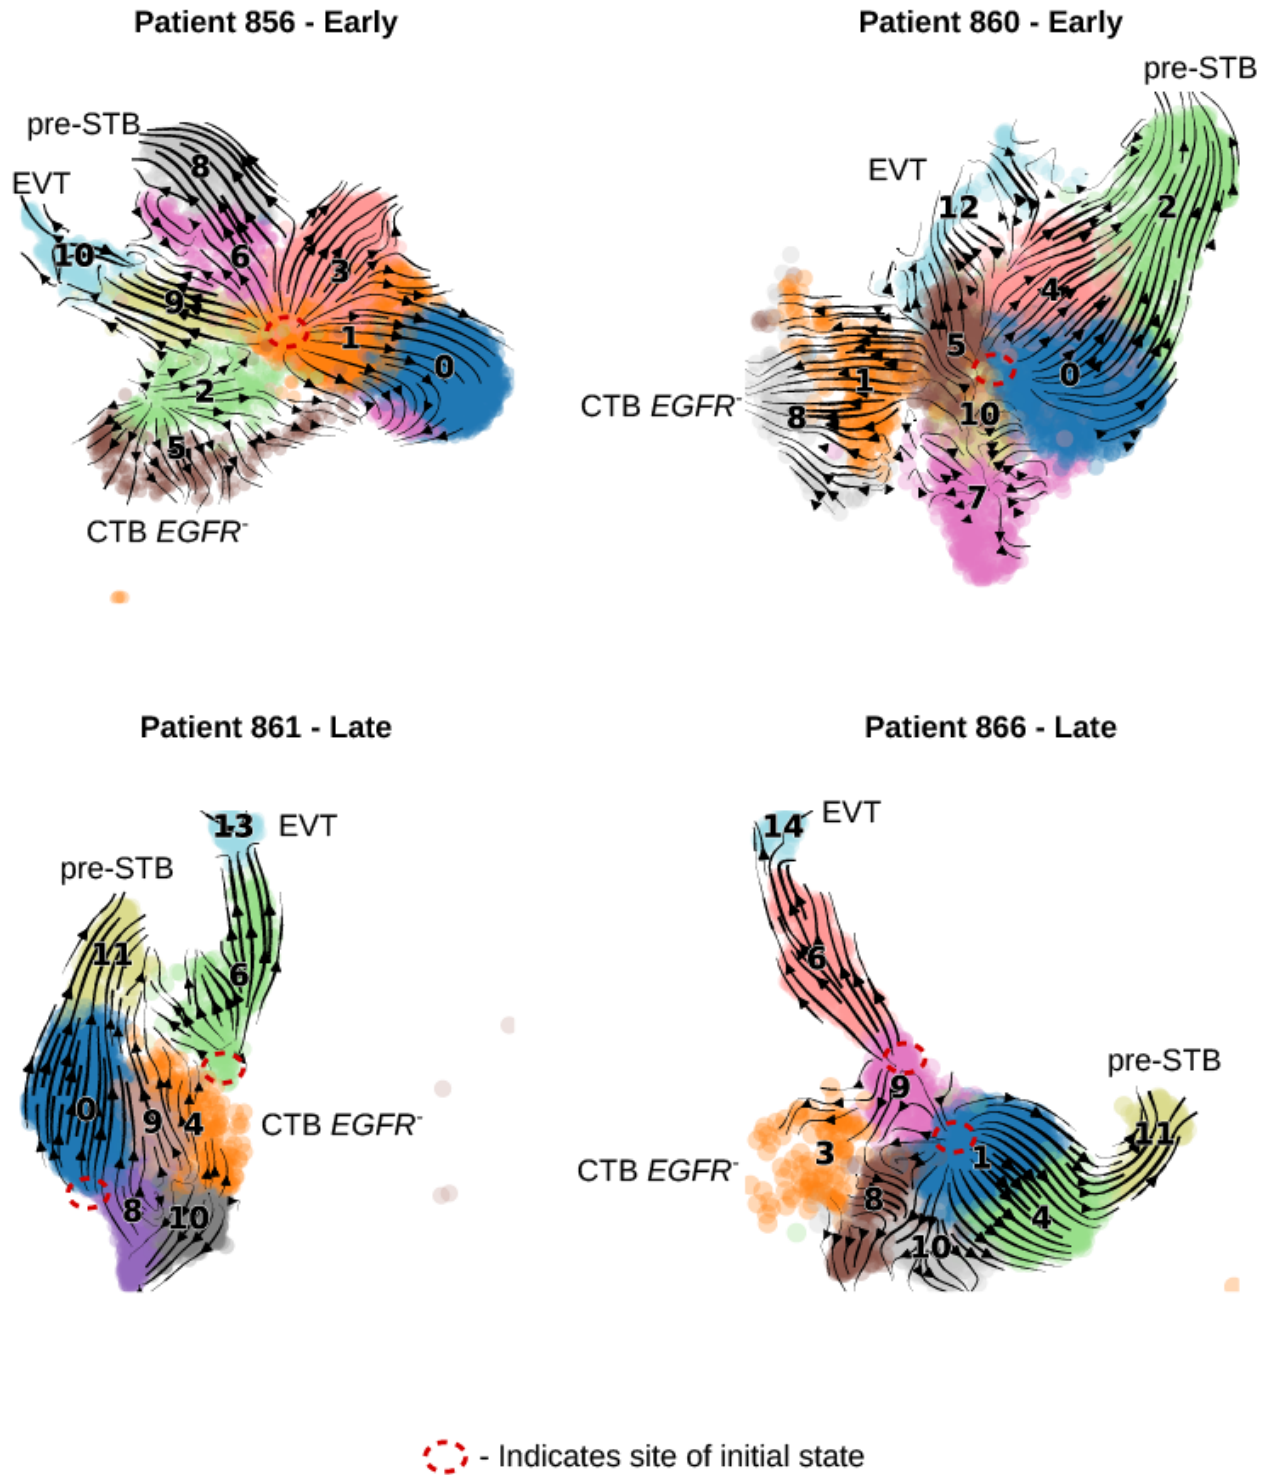 Patient 856 - Early
Patient 860 - Early
pre-STB
EVT
8
10
6
3
9
1
0
2
5
CTB EGFR-
pre-STB
EVT
12
2
4
5
0
1
CTB EGFR-
8
10
7
Patient 861 - Late
Patient 866 - Late
13 EVT
pre-STB
11
6
0
9
4
CTB EGFR-
8
10
14 EVT
6
pre-STB
9
11
3
1
CTB EGFR-
8
4
10
- Indicates site of initial state